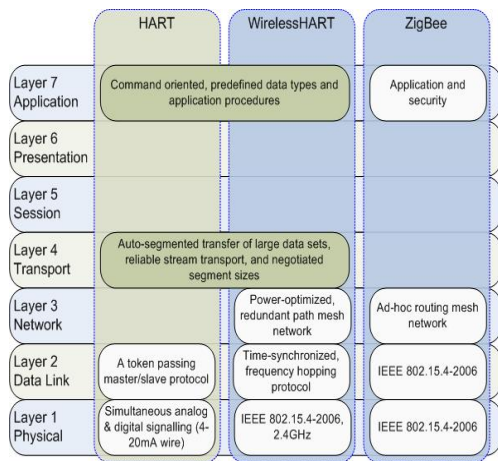 HART
WirelessHART
ZigBee
Layer 7
Application
Command oriented, predefined data types and
application procedures
Application and
security
Layer 6
Presentation
Layer 5
Session
Layer 4
Transport
Auto-segmented transfer of large data sets,
reliable stream transport, and negotiated
segment sizes
Layer 3
Network
Power-optimized,
redundant path mesh
network
Ad-hoc routing mesh
network
Layer 2
Data Link
A token passing
master/slave protocol
Time-synchronized,
frequency hopping
protocol
IEEE 802.15.4-2006
Layer 1
Physical
Simultaneous analog
& digital signalling (4-
20mA wire)
IEEE 802.15.4-2006,
2.4GHz
IEEE 802.15.4-2006